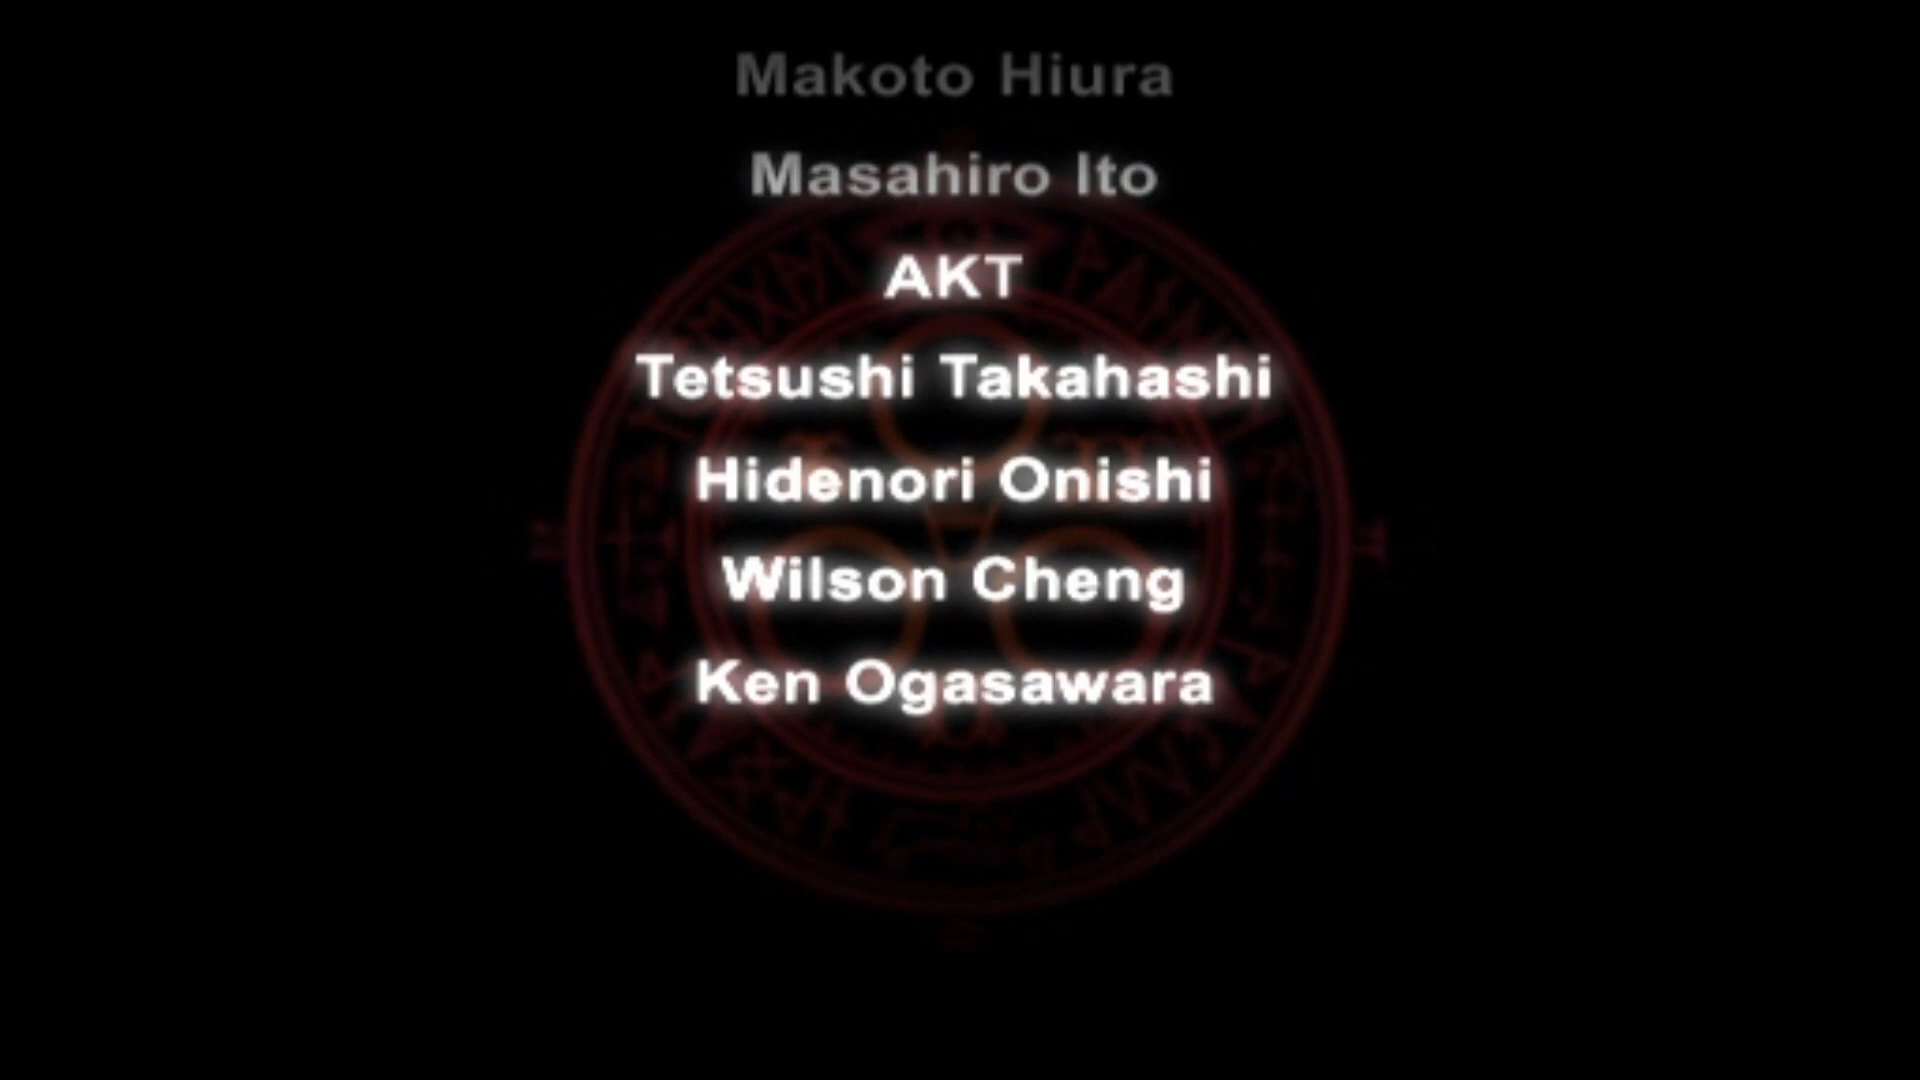 Makoto Hiura
Masahiro Ito
AKT
Tetsushi Takahashi
Hidenori Onishi
Wilson Cheng
Ken Ogasawara